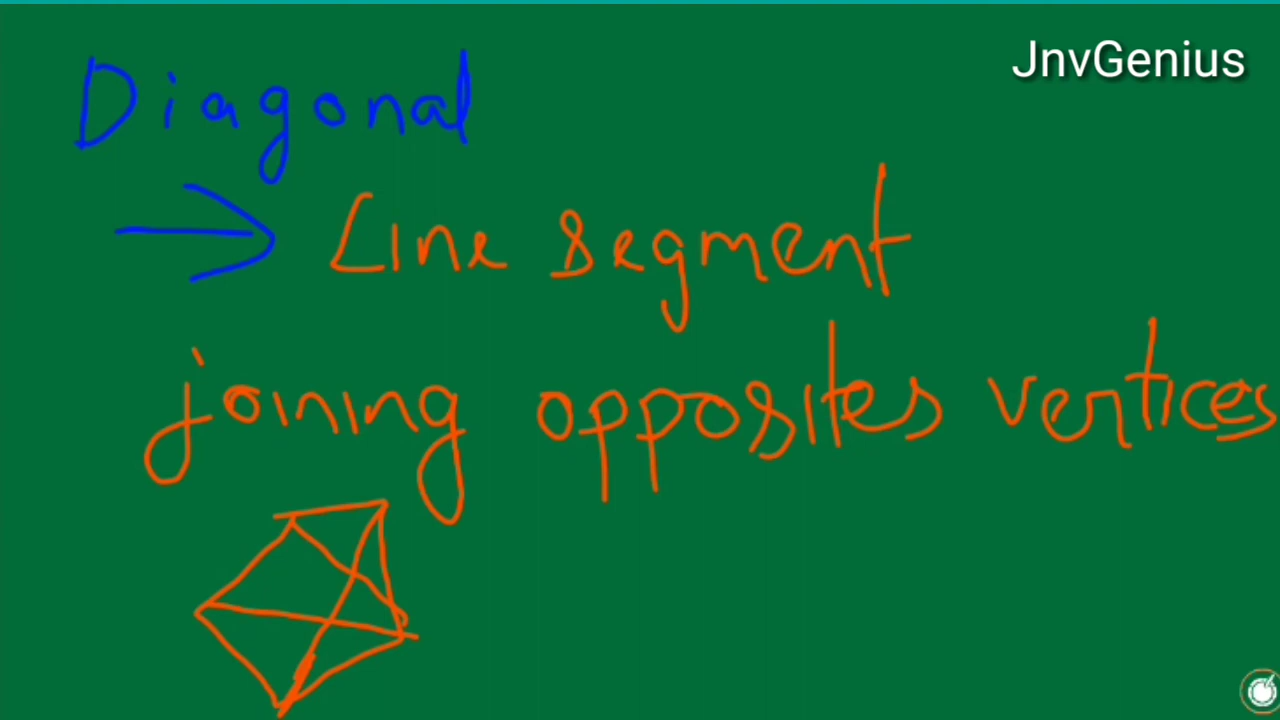 JnvGenius
Diagonal
→ Line segment
joining opposites vertices